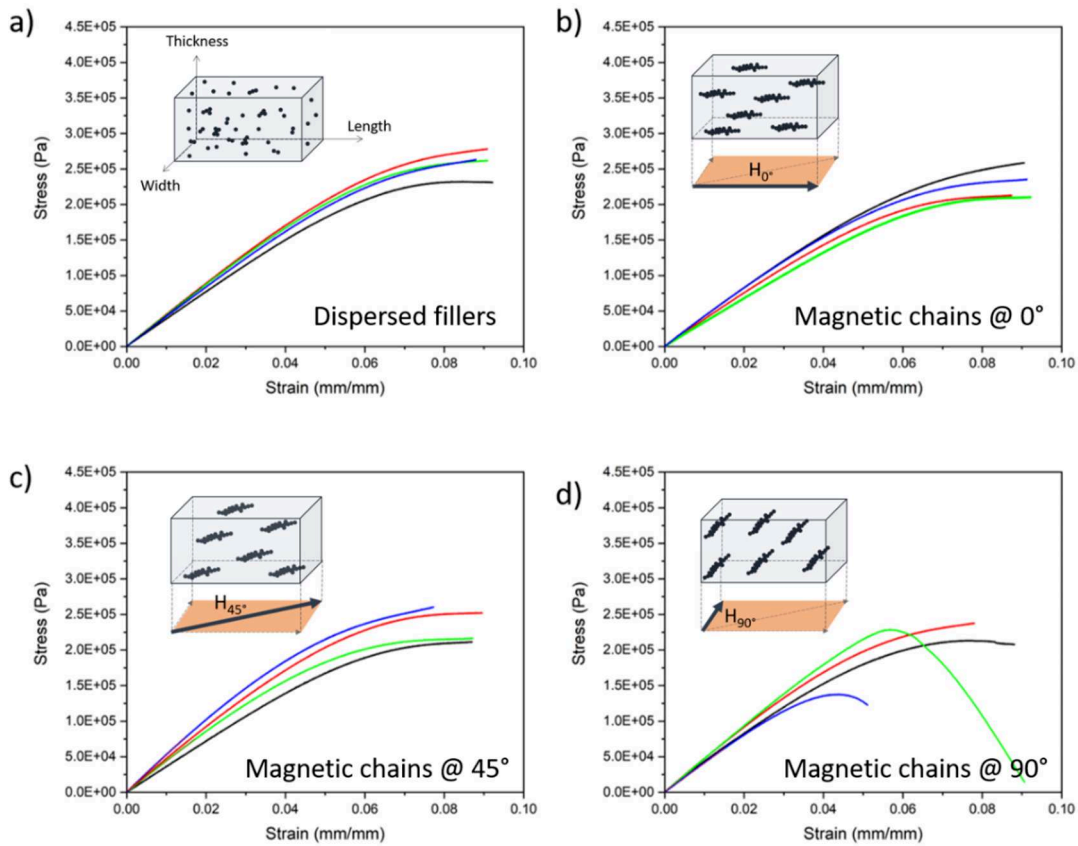 a)
4.5E+05
4.0E+05
3.5E+05
3.0E+05
2.5E+05
2.0E+05
1.5E+05
1.0E+05
5.0E+04
0.0E+00
Stress (Pa)
Thickness
Length
Width
Dispersed fillers
0.00 0.02 0.04 0.06 0.08 0.10
Strain (mm/mm)
b)
4.5E+05
4.0E+05
3.5E+05
3.0E+05
2.5E+05
2.0E+05
1.5E+05
1.0E+05
5.0E+04
0.0E+00
Stress (Pa)
H0°
Magnetic chains @ 0°
0.00 0.02 0.04 0.06 0.08 0.10
Strain (mm/mm)
c)
4.5E+05
4.0E+05
3.5E+05
3.0E+05
2.5E+05
2.0E+05
1.5E+05
1.0E+05
5.0E+04
0.0E+00
Stress (Pa)
H45°
Magnetic chains @ 45°
0.00 0.02 0.04 0.06 0.08 0.10
Strain (mm/mm)
d)
4.5E+05
4.0E+05
3.5E+05
3.0E+05
2.5E+05
2.0E+05
1.5E+05
1.0E+05
5.0E+04
0.0E+00
Stress (Pa)
H90°
Magnetic chains @ 90°
0.00 0.02 0.04 0.06 0.08 0.10
Strain (mm/mm)